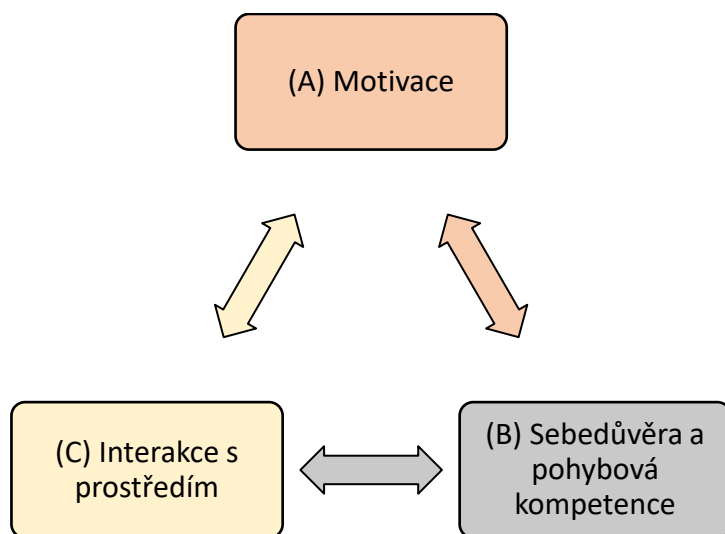 (A) Motivace
(C) Interakce s
prostředím
(B) Sebedůvěra a
pohybová
kompetence